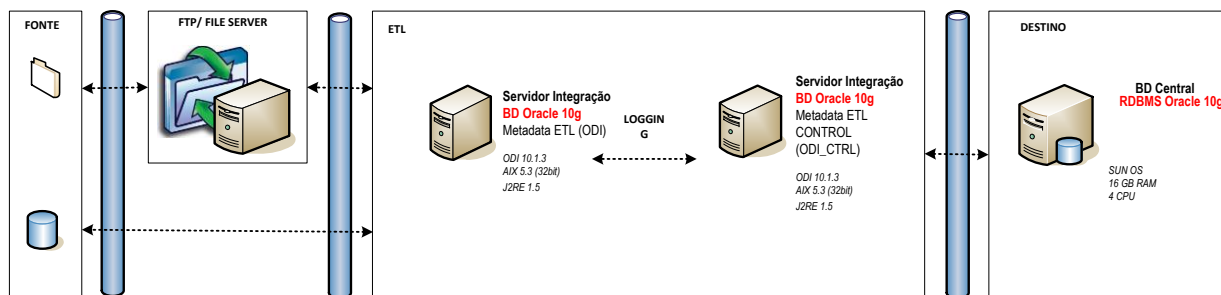 FONTE
FTP/ FILE SERVER
ETL
Servidor Integração
BD Oracle 10g
Metadata ETL (ODI)
ODI 10.1.3
AIX 5.3 (32bit)
J2RE 1.5
LOGGIN
G
Servidor Integração
BD Oracle 10g
Metadata ETL
CONTROL
(ODI_CTRL)
ODI 10.1.3
AIX 5.3 (32bit)
J2RE 1.5
DESTINO
BD Central
RDBMS Oracle 10g
SUN OS
16 GB RAM
4 CPU